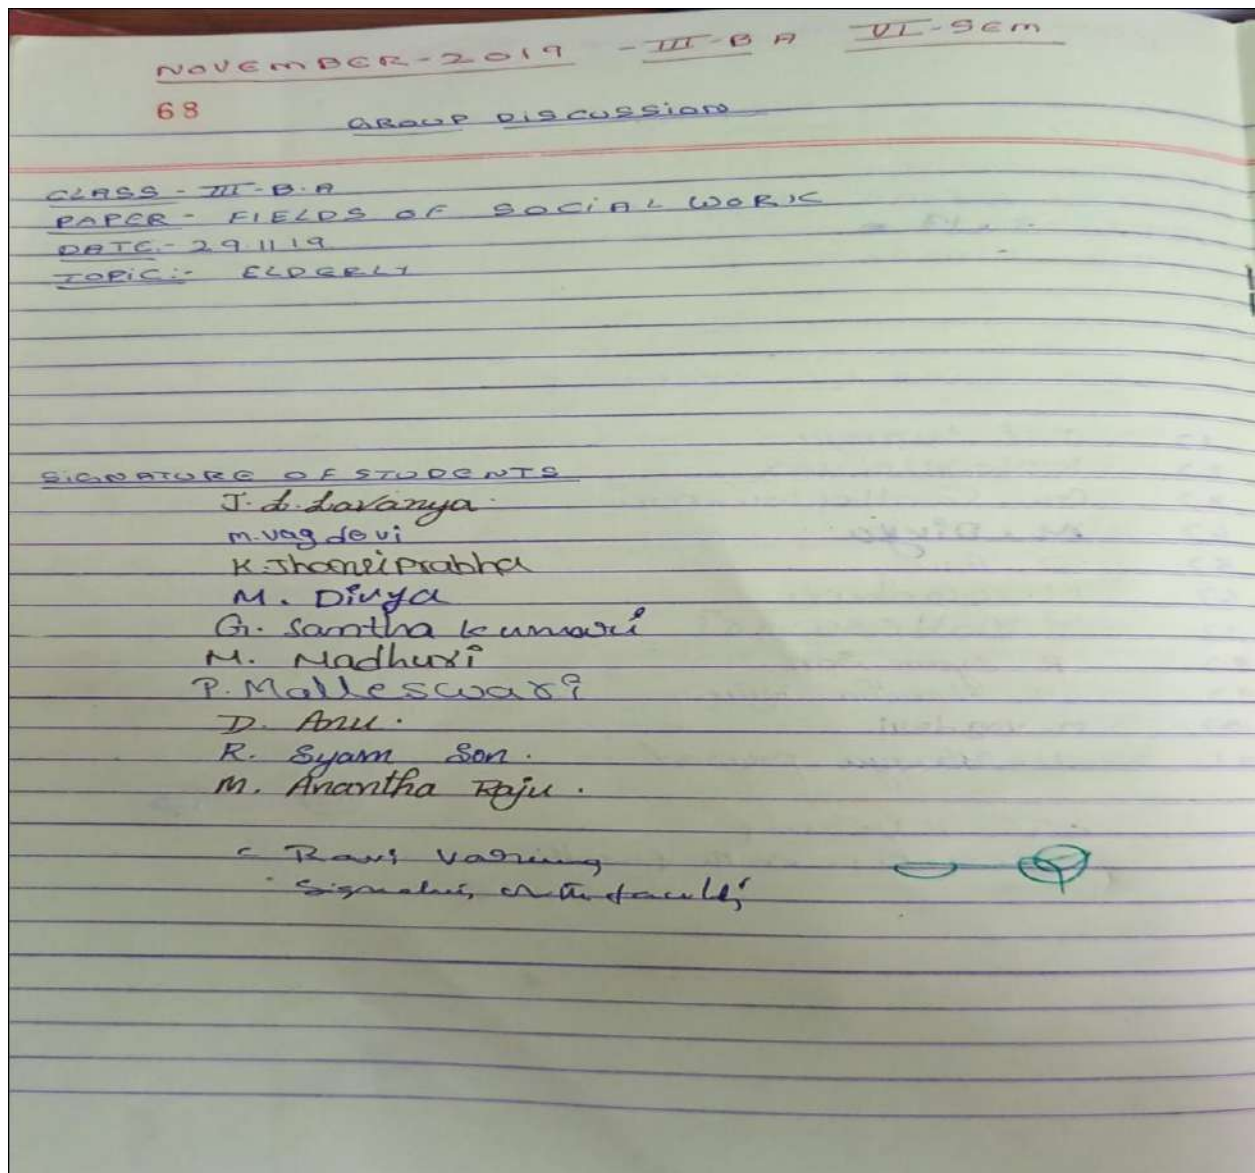 NOVEMBER-2019 - III-B A VI-SEM
68
GROUP DISCUSSION
CLASS - III-B.A
PAPER - FIELDS OF SOCIAL WORK
DATE:- 29.11.19
TOPIC:- ELDERLY
SIGNATURE OF STUDENTS
J. L. Lavanya.
M. Vagdevi
K. Jhansi Prabha
M. Divya
G. Santha Kumari
M. Madhuri
P. Malleswari
D. Anu.
R. Syam Son.
M. Anantha Raju.
C Ravi Varma
Signature of the faculty